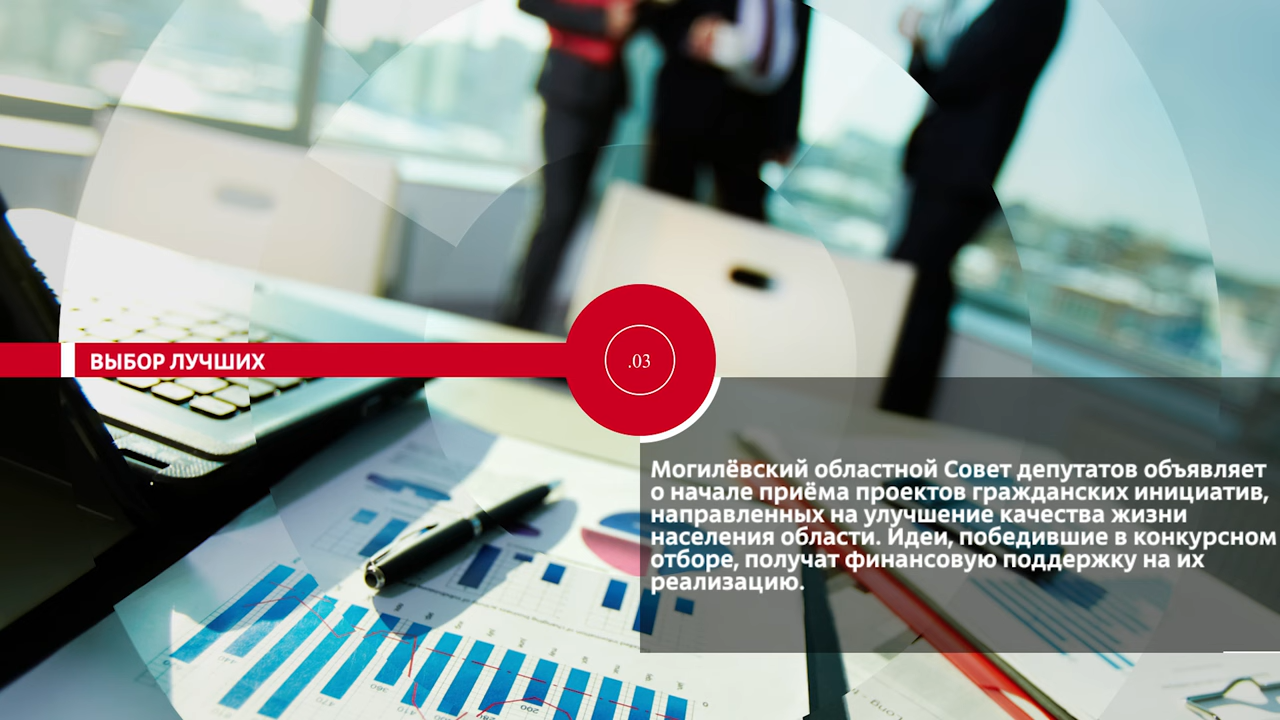 ВЫБОР ЛУЧШИХ
.03
Могилёвский областной Совет депутатов объявляет
о начале приёма проектов гражданских инициатив,
направленных на улучшение качества жизни
населения области. Идеи, победившие в конкурсном
отборе, получат финансовую поддержку на их
реализацию.